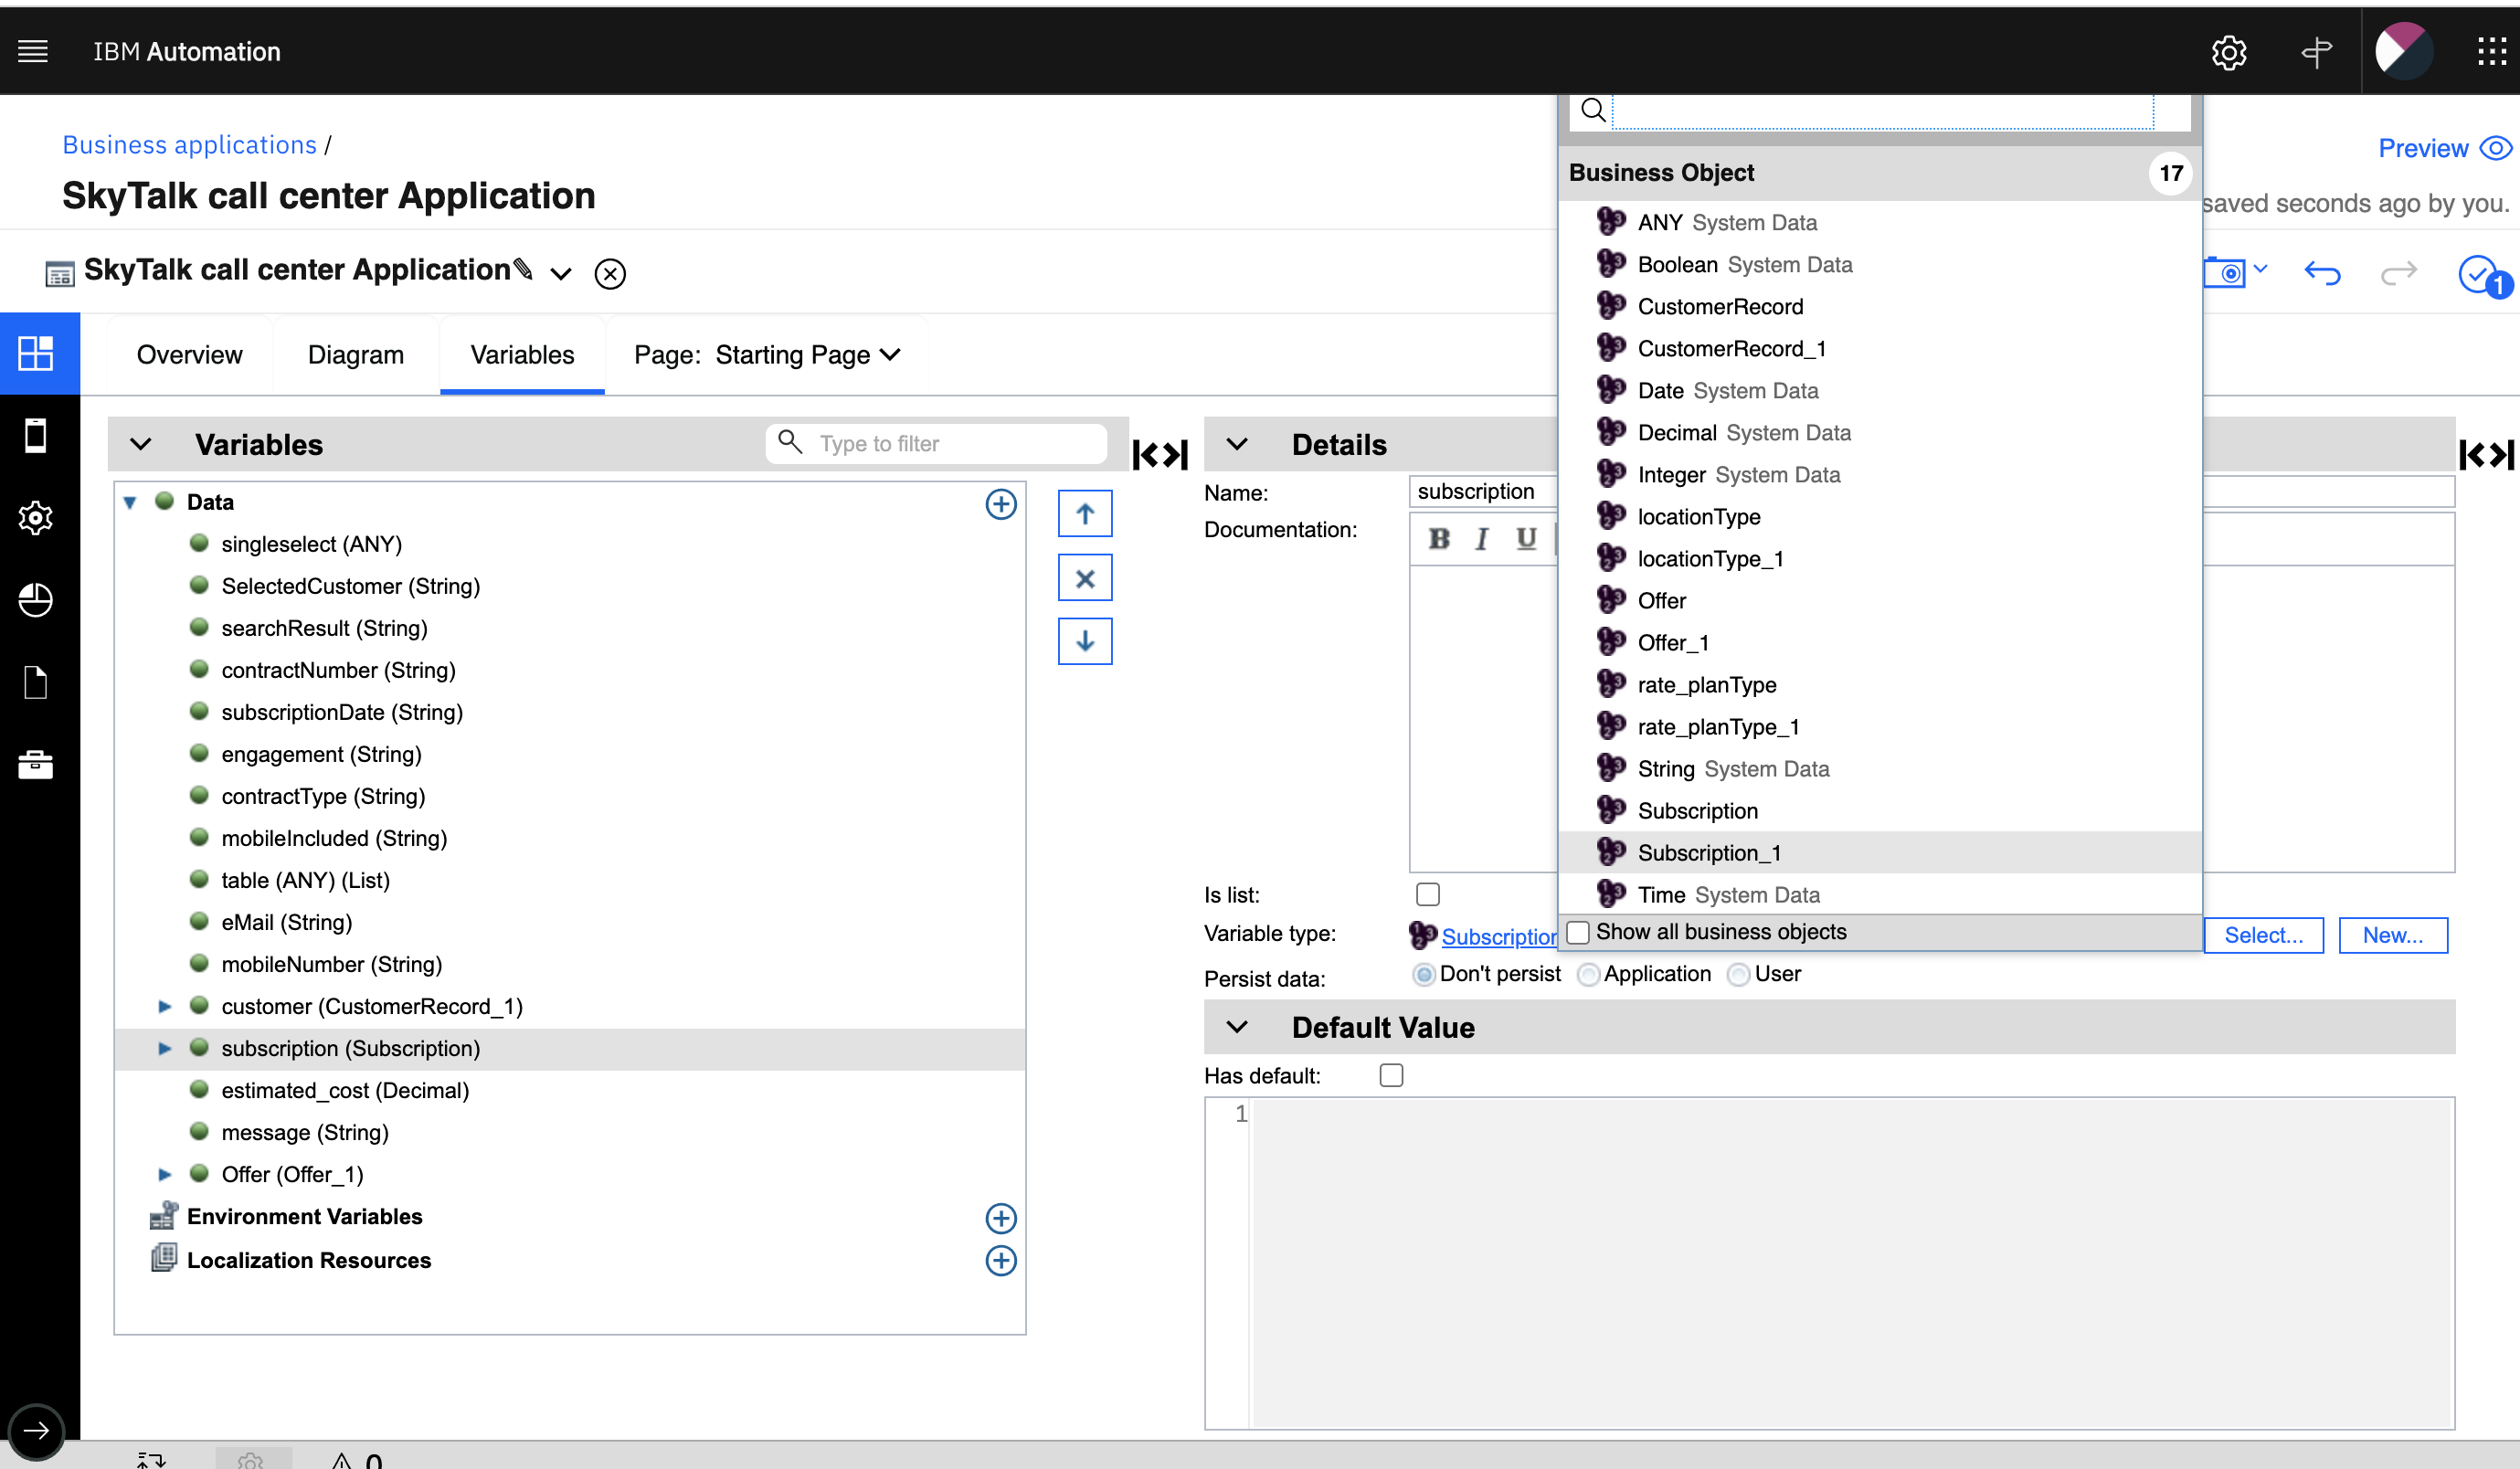 IBM Automation
Business applications /
SkyTalk call center Application
Preview
saved seconds ago by you.
SkyTalk call center Application
1
Overview
Diagram
Variables
Page: Starting Page
Variables
Type to filter
Data
singleselect (ANY)
SelectedCustomer (String)
searchResult (String)
contractNumber (String)
subscriptionDate (String)
engagement (String)
contractType (String)
mobileIncluded (String)
table (ANY) (List)
eMail (String)
mobileNumber (String)
customer (CustomerRecord_1)
subscription (Subscription)
estimated_cost (Decimal)
message (String)
Offer (Offer_1)
Environment Variables
Localization Resources
Details
Name:
subscription
Documentation:
B I U
Is list:
Variable type:
Subscription
Select...
New...
Persist data:
Don't persist
Application
User
Default Value
Has default:
1
Business Object
17
ANY System Data
Boolean System Data
CustomerRecord
CustomerRecord_1
Date System Data
Decimal System Data
Integer System Data
locationType
locationType_1
Offer
Offer_1
rate_planType
rate_planType_1
String System Data
Subscription
Subscription_1
Time System Data
Show all business objects
0